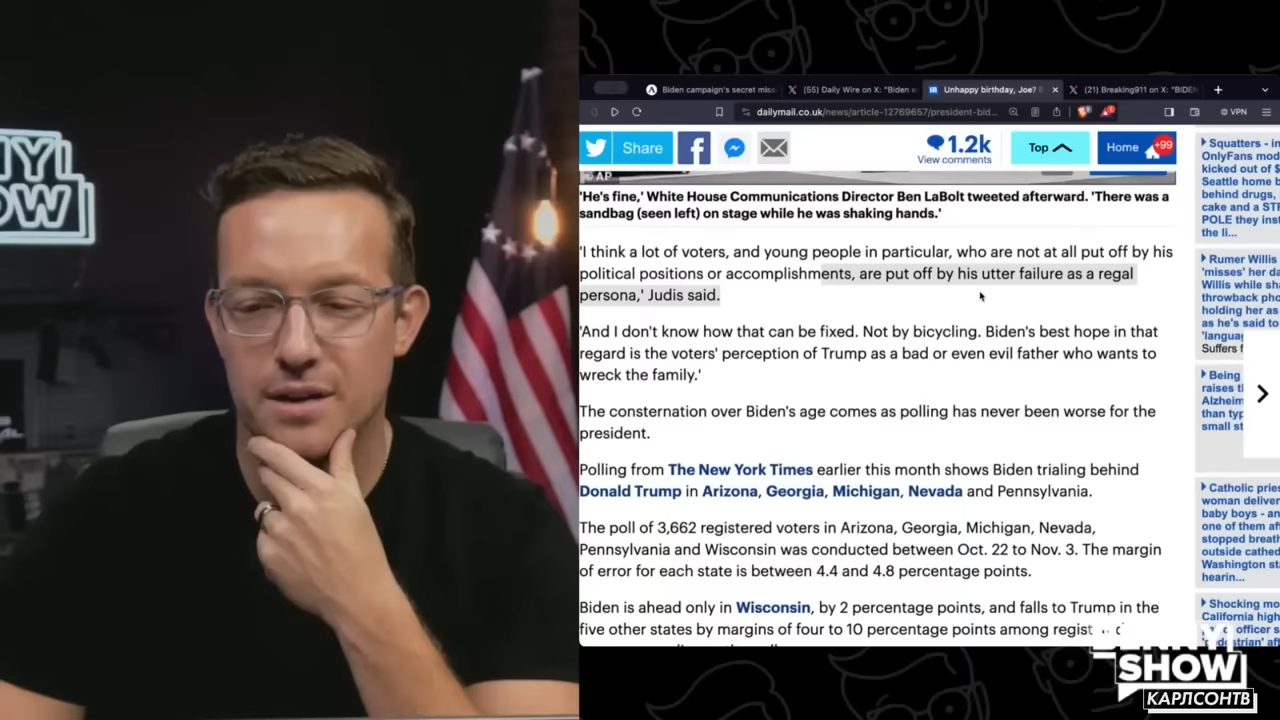 NY!
OW
Biden campaign's secret miss
(55) Daily Wire on X: "Biden e
Unhappy birthday, Joe?
(21) Breaking911 on X: "BIDEN
dailymail.co.uk/news/article-12769657/president-bid...
VPN
Share
1.2k
View comments
Top
Home
+99
© AP
'He's fine,' White House Communications Director Ben LaBolt tweeted afterward. 'There was a
sandbag (seen left) on stage while he was shaking hands.'
'I think a lot of voters, and young people in particular, who are not at all put off by his
political positions or accomplishments, are put off by his utter failure as a regal
persona,' Judis said.
'And I don't know how that can be fixed. Not by bicycling. Biden's best hope in that
regard is the voters' perception of Trump as a bad or even evil father who wants to
wreck the family.'
The consternation over Biden's age comes as polling has never been worse for the
president.
Polling from The New York Times earlier this month shows Biden trialing behind
Donald Trump in Arizona, Georgia, Michigan, Nevada and Pennsylvania.
The poll of 3,662 registered voters in Arizona, Georgia, Michigan, Nevada,
Pennsylvania and Wisconsin was conducted between Oct. 22 to Nov. 3. The margin
of error for each state is between 4.4 and 4.8 percentage points.
Biden is ahead only in Wisconsin, by 2 percentage points, and falls to Trump in the
five other states by margins of four to 10 percentage points among regist
Squatters - in
OnlyFans mod
kicked out of $
Seattle home b
behind drugs,
cake and a ST
POLE they inst
the li...
Rumer Willis
'misses' her da
Willis while sha
throwback pho
holding her as
as he's said to
'languag
Suffers f
Being
raises t
Alzheim
than typ
small st
Catholic pries
woman deliver
baby boys - an
one of them aft
stopped breath
outside cathed
Washington sta
hearin...
Shocking mo
California high
officer s
'pedestrian' aft
SHOW
КАРЛСОНТВ